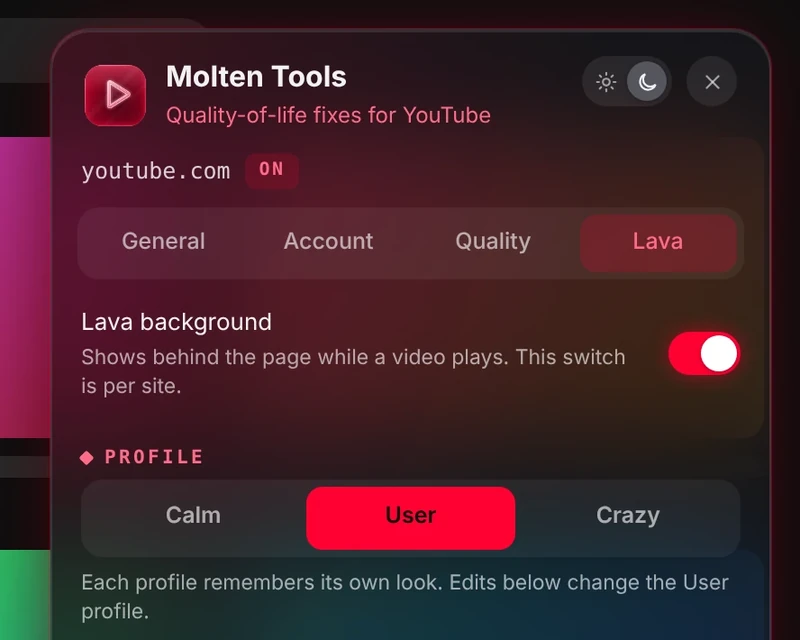 Molten Tools
Quality-of-life fixes for YouTube
youtube.com ON
General Account Quality Lava
Lava background
Shows behind the page while a video plays. This switch
is per site.
PROFILE
Calm User Crazy
Each profile remembers its own look. Edits below change the User
profile.